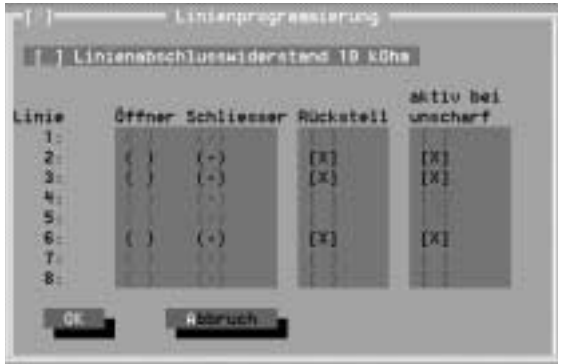 [ ] Linienprogrammierung
[ ] Linienabschlusswiderstand 10 kOhm
aktiv bei
Linie Öffner Schliesser Rückstell unscharf
1:
2: ( ) (•) [X] [X]
3: ( ) (•) [X] [X]
4:
5:
6: ( ) (•) [X] [X]
7:
8:
OK Abbruch